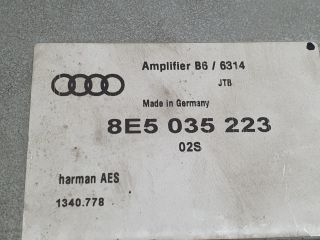 Amplifier B6 / 6314
JTB
Made in Germany
8E5 035 223
02S
harman AES
1340.778